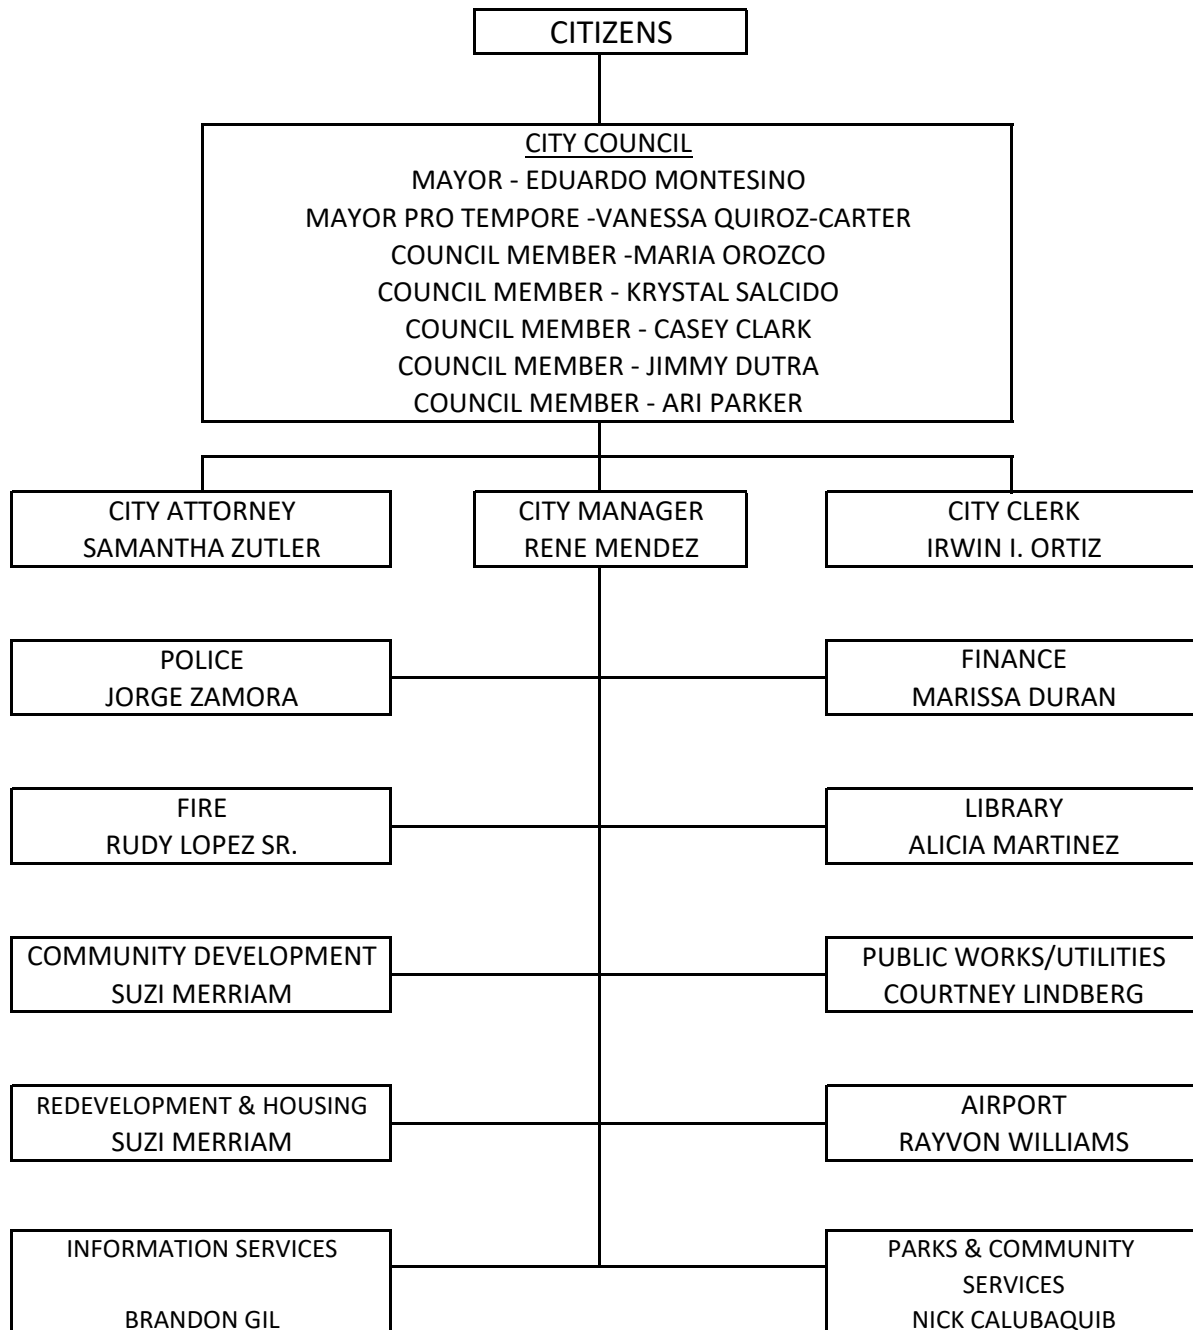 CITIZENS
CITY COUNCIL
MAYOR - EDUARDO MONTESINO
MAYOR PRO TEMPORE -VANESSA QUIROZ-CARTER
COUNCIL MEMBER -MARIA OROZCO
COUNCIL MEMBER - KRYSTAL SALCIDO
COUNCIL MEMBER - CASEY CLARK
COUNCIL MEMBER - JIMMY DUTRA
COUNCIL MEMBER - ARI PARKER
CITY ATTORNEY
SAMANTHA ZUTLER
CITY MANAGER
RENE MENDEZ
CITY CLERK
IRWIN I. ORTIZ
POLICE
JORGE ZAMORA
FINANCE
MARISSA DURAN
FIRE
RUDY LOPEZ SR.
LIBRARY
ALICIA MARTINEZ
COMMUNITY DEVELOPMENT
SUZI MERRIAM
PUBLIC WORKS/UTILITIES
COURTNEY LINDBERG
REDEVELOPMENT & HOUSING
SUZI MERRIAM
AIRPORT
RAYVON WILLIAMS
INFORMATION SERVICES
BRANDON GIL
PARKS & COMMUNITY
SERVICES
NICK CALUBAQUIB